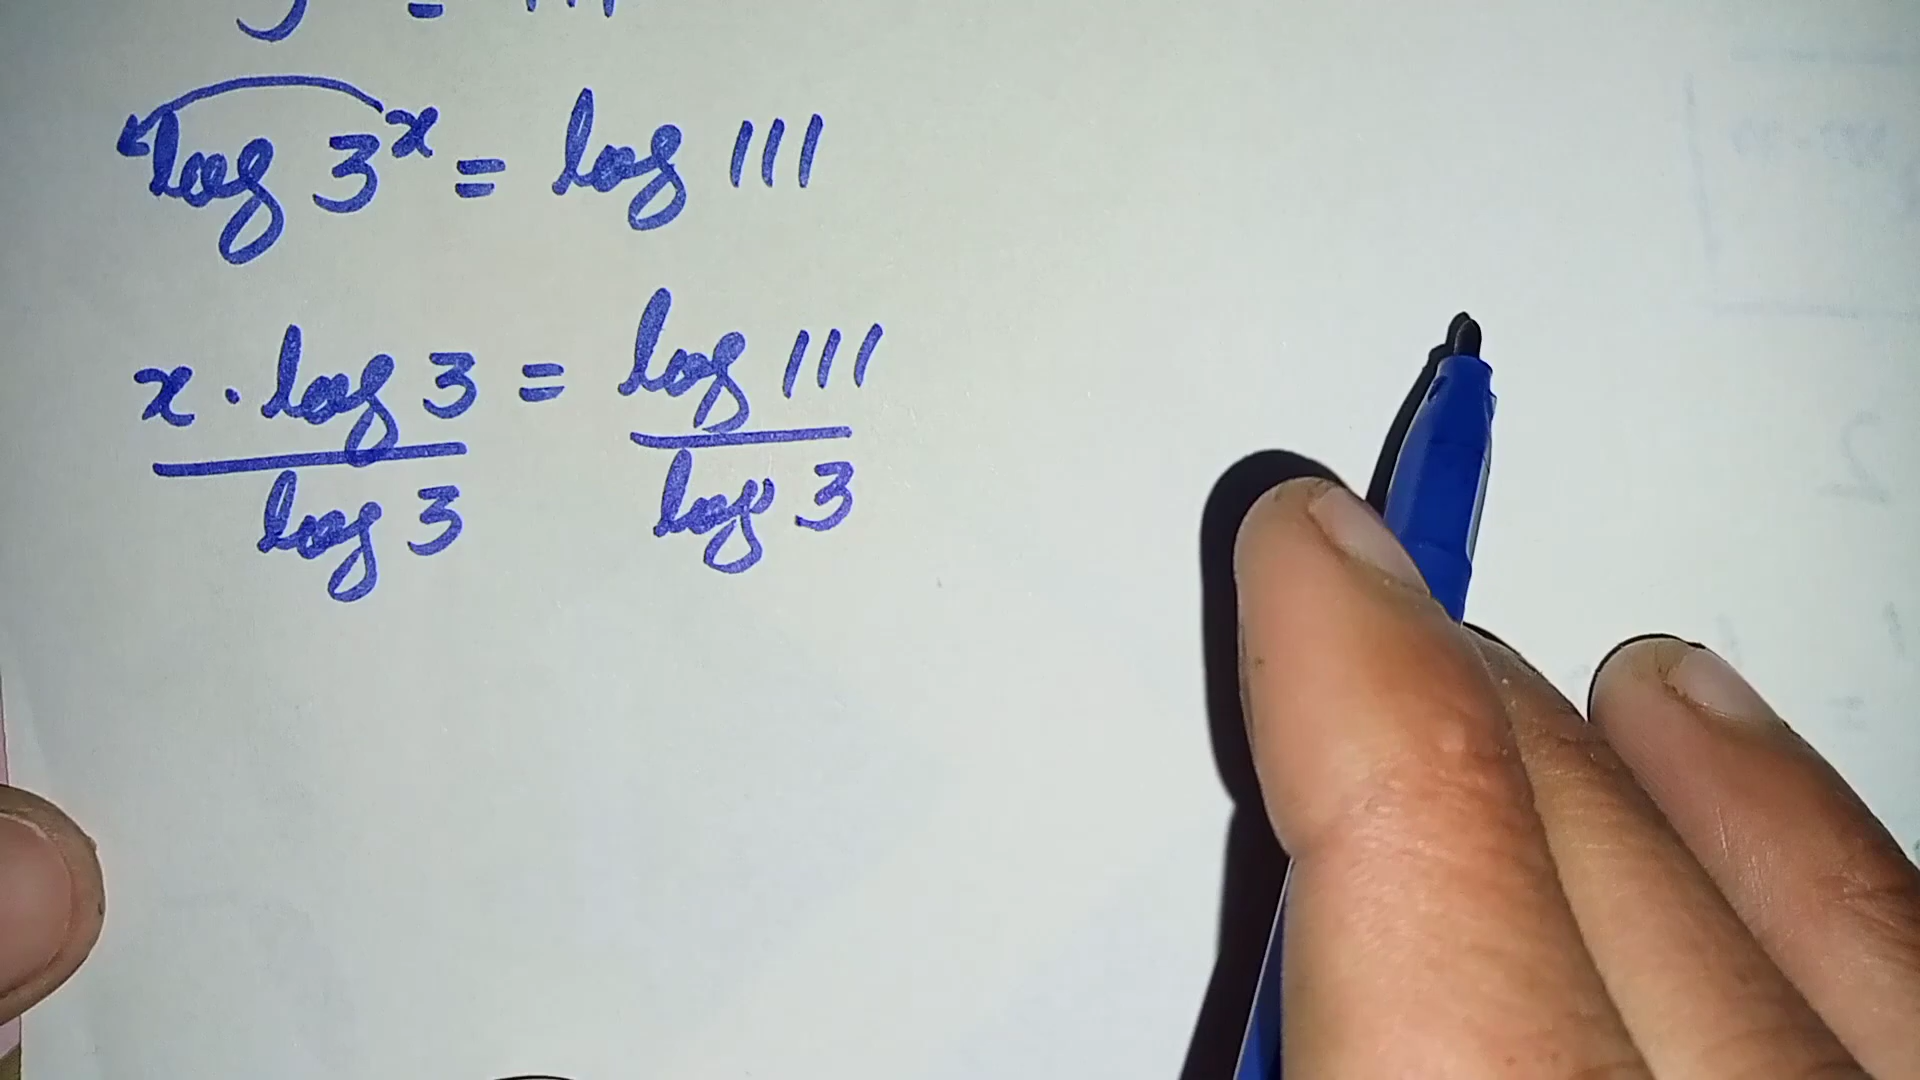 log 3^x = log 111
x · log 3 = log 111
log 3 log 3